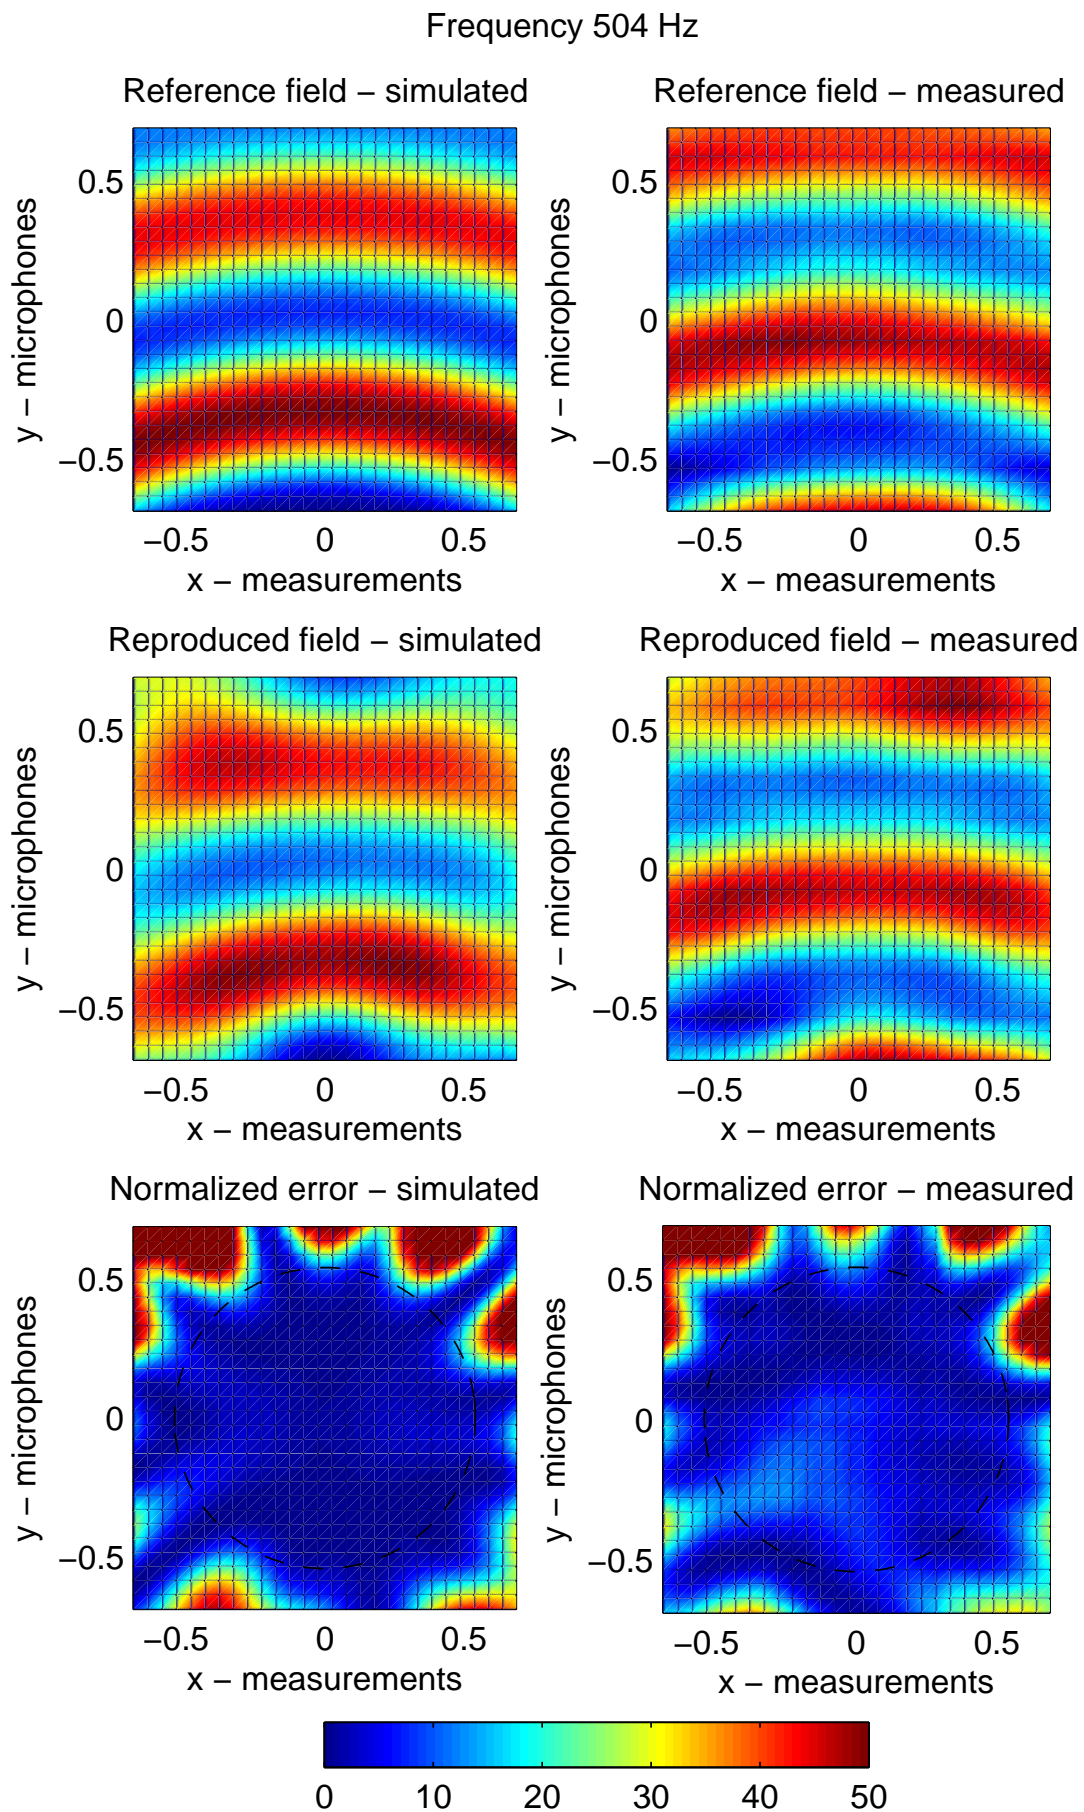 Frequency 504 Hz
Reference field − simulated
Reference field − measured
0.5
0
−0.5
y − microphones
−0.5 0 0.5
x − measurements
0.5
0
−0.5
y − microphones
−0.5 0 0.5
x − measurements
Reproduced field − simulated
Reproduced field − measured
0.5
0
−0.5
y − microphones
−0.5 0 0.5
x − measurements
0.5
0
−0.5
y − microphones
−0.5 0 0.5
x − measurements
Normalized error − simulated
Normalized error − measured
0.5
0
−0.5
y − microphones
−0.5 0 0.5
x − measurements
0.5
0
−0.5
y − microphones
−0.5 0 0.5
x − measurements
0 10 20 30 40 50